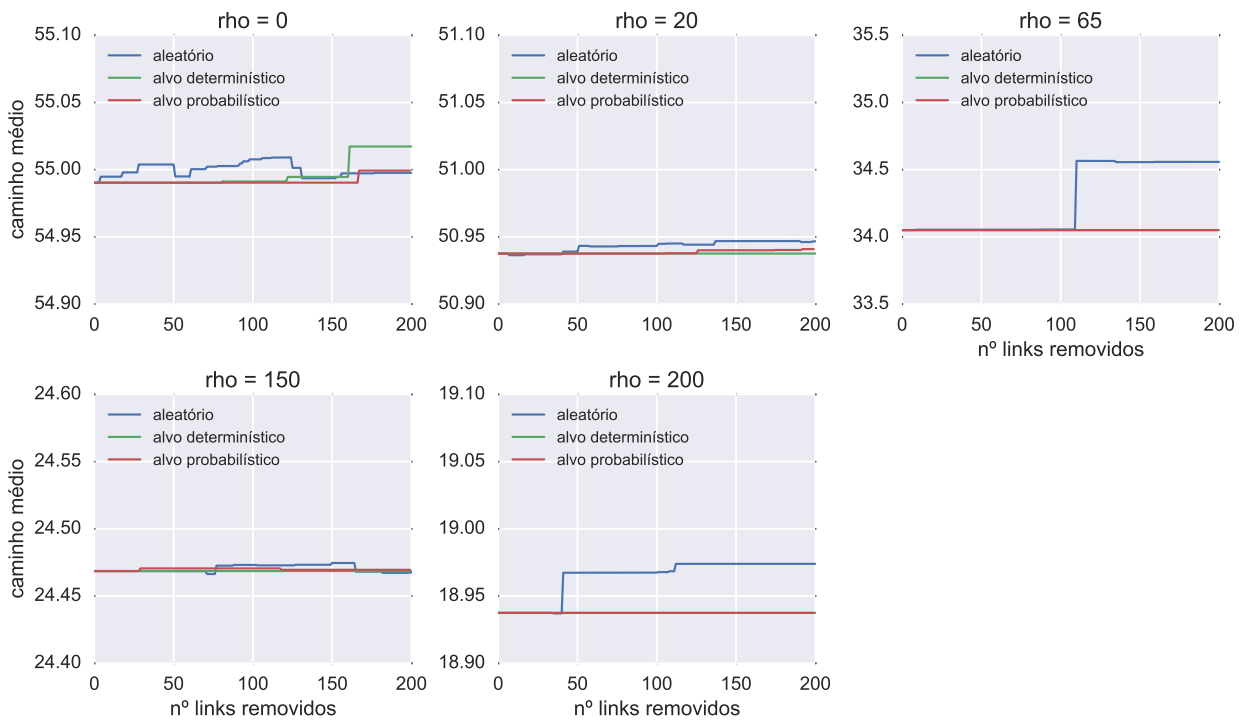 rho = 0
55.10
55.05
55.00
54.95
54.90
caminho médio
aleatório
alvo determinístico
alvo probabilístico
0 50 100 150 200
rho = 20
51.10
51.05
51.00
50.95
50.90
aleatório
alvo determinístico
alvo probabilístico
0 50 100 150 200
rho = 65
35.5
35.0
34.5
34.0
33.5
aleatório
alvo determinístico
alvo probabilístico
0 50 100 150 200
nº links removidos
rho = 150
24.60
24.55
24.50
24.45
24.40
caminho médio
aleatório
alvo determinístico
alvo probabilístico
0 50 100 150 200
nº links removidos
rho = 200
19.10
19.05
19.00
18.95
18.90
aleatório
alvo determinístico
alvo probabilístico
0 50 100 150 200
nº links removidos